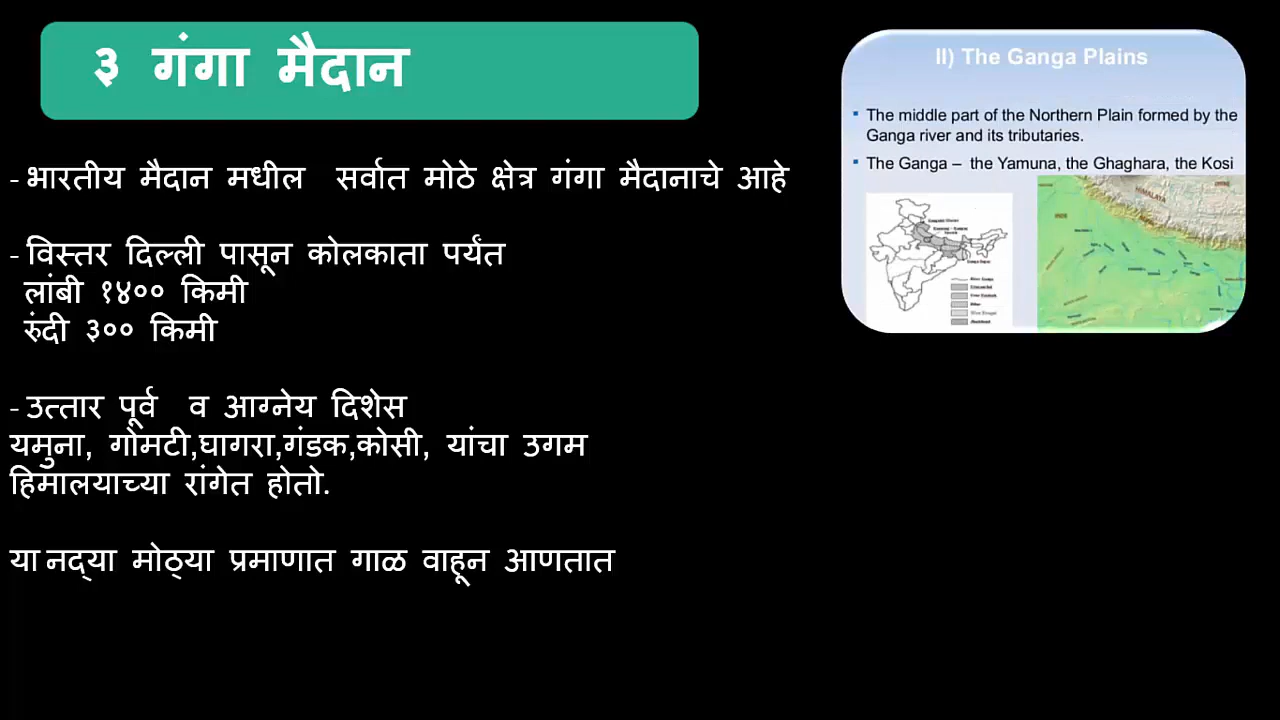 ३ गंगा मैदान
- भारतीय मैदान मधील सर्वात मोठे क्षेत्र गंगा मैदानाचे आहे
- विस्तर दिल्ली पासून कोलकाता पर्यंत
लांबी १४०० किमी
रुंदी ३०० किमी
- उत्तार पूर्व व आग्नेय दिशेस
यमुना, गोमटी,घागरा,गंडक,कोसी, यांचा उगम
हिमालयाच्या रांगेत होतो.
या नद्या मोठ्या प्रमाणात गाळ वाहून आणतात
II) The Ganga Plains
The middle part of the Northern Plain formed by the
Ganga river and its tributaries.
The Ganga – the Yamuna, the Ghaghara, the Kosi
HIMALAYA